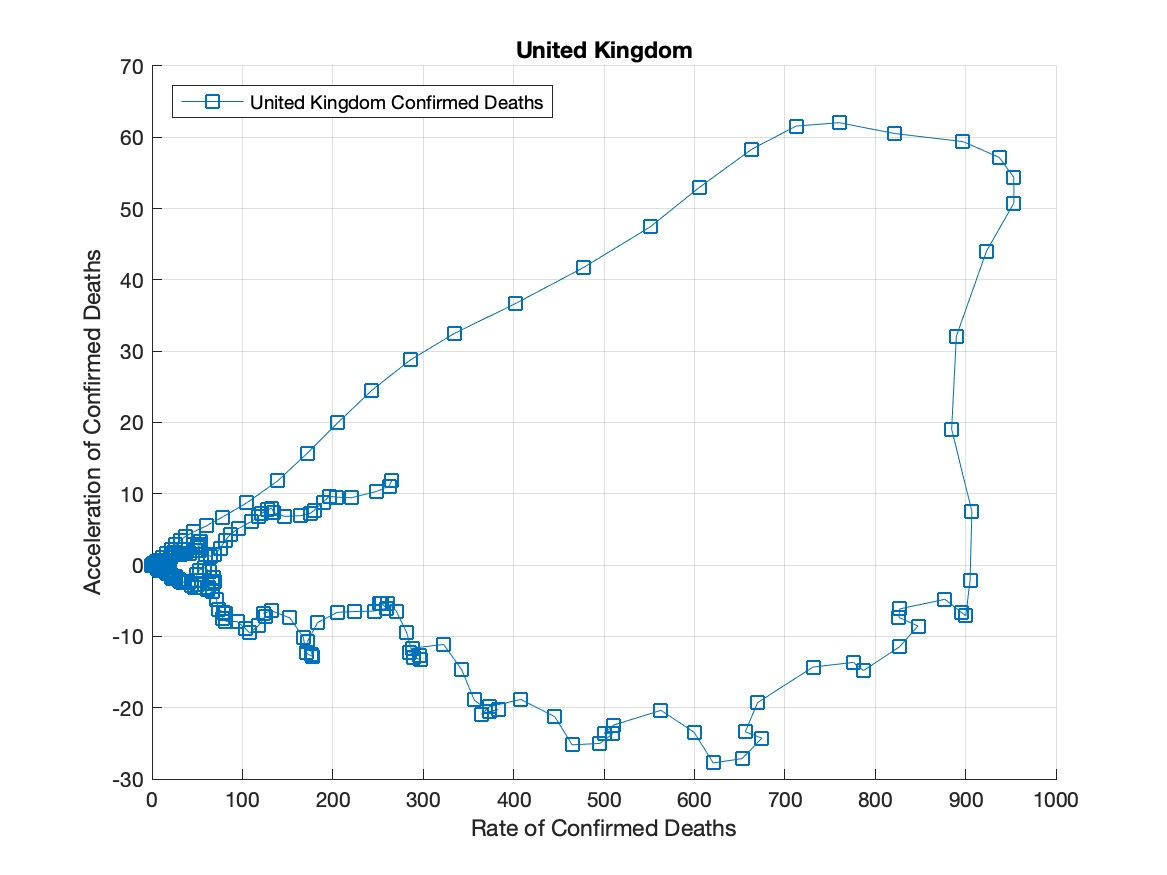 United Kingdom
70
United Kingdom Confirmed Deaths
60
50
40
30
20
10
0
-10
-20
-30
Acceleration of Confirmed Deaths
0 100 200 300 400 500 600 700 800 900 1000
Rate of Confirmed Deaths